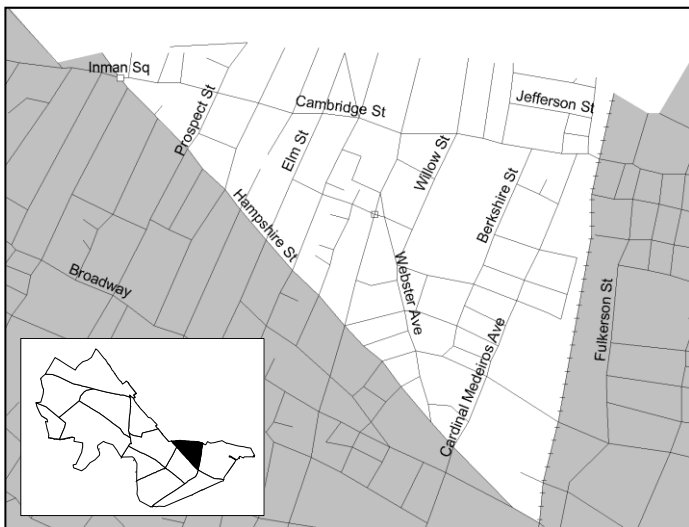 Inman Sq
Prospect St
Cambridge St
Jefferson St
Elm St
Willow St
Berkshire St
Hampshire St
Broadway
Webster Ave
Cardinal Medeiros Ave
Fulkerson St